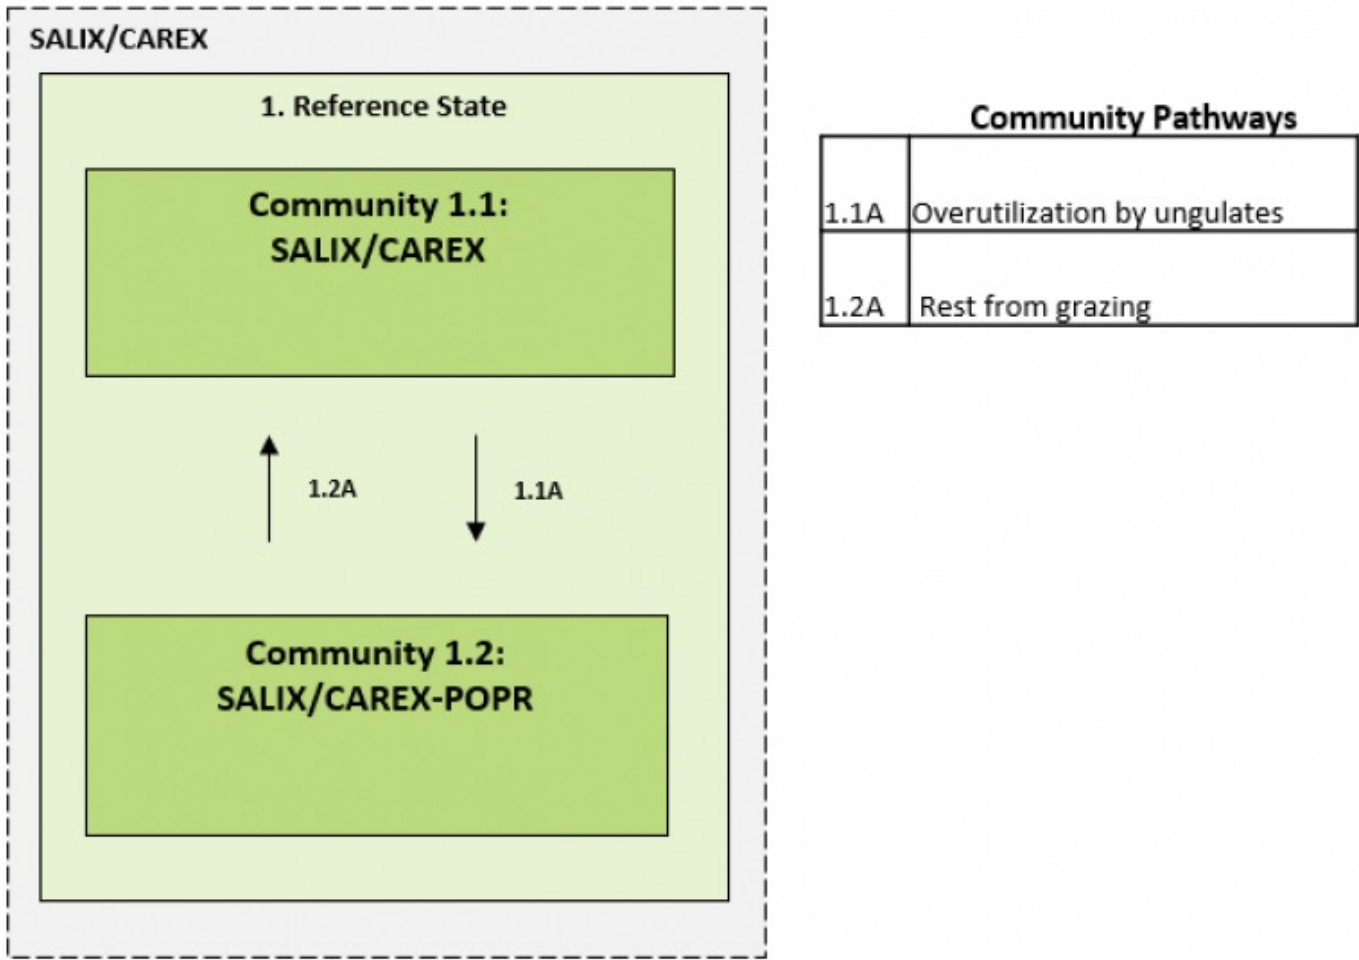 SALIX/CAREX
1. Reference State
Community 1.1:
SALIX/CAREX
1.2A
1.1A
Community 1.2:
SALIX/CAREX-POPR
Community Pathways
1.1A Overutilization by ungulates
1.2A Rest from grazing